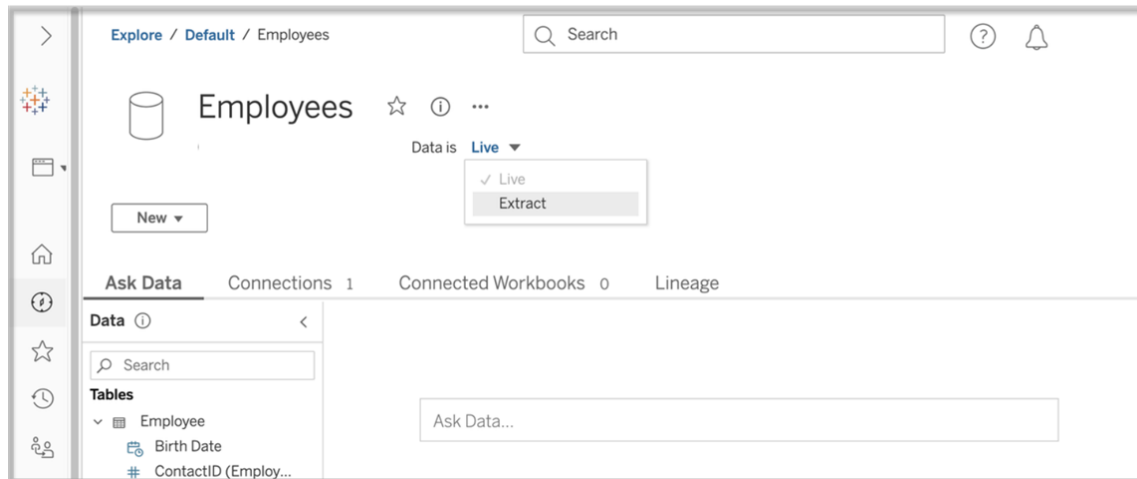 Explore / Default / Employees
Search
Employees
Data is Live
Live
Extract
New
Ask Data Connections 1 Connected Workbooks 0 Lineage
Data
Search
Tables
Ask Data...
Employee
Birth Date
ContactID (Employ...